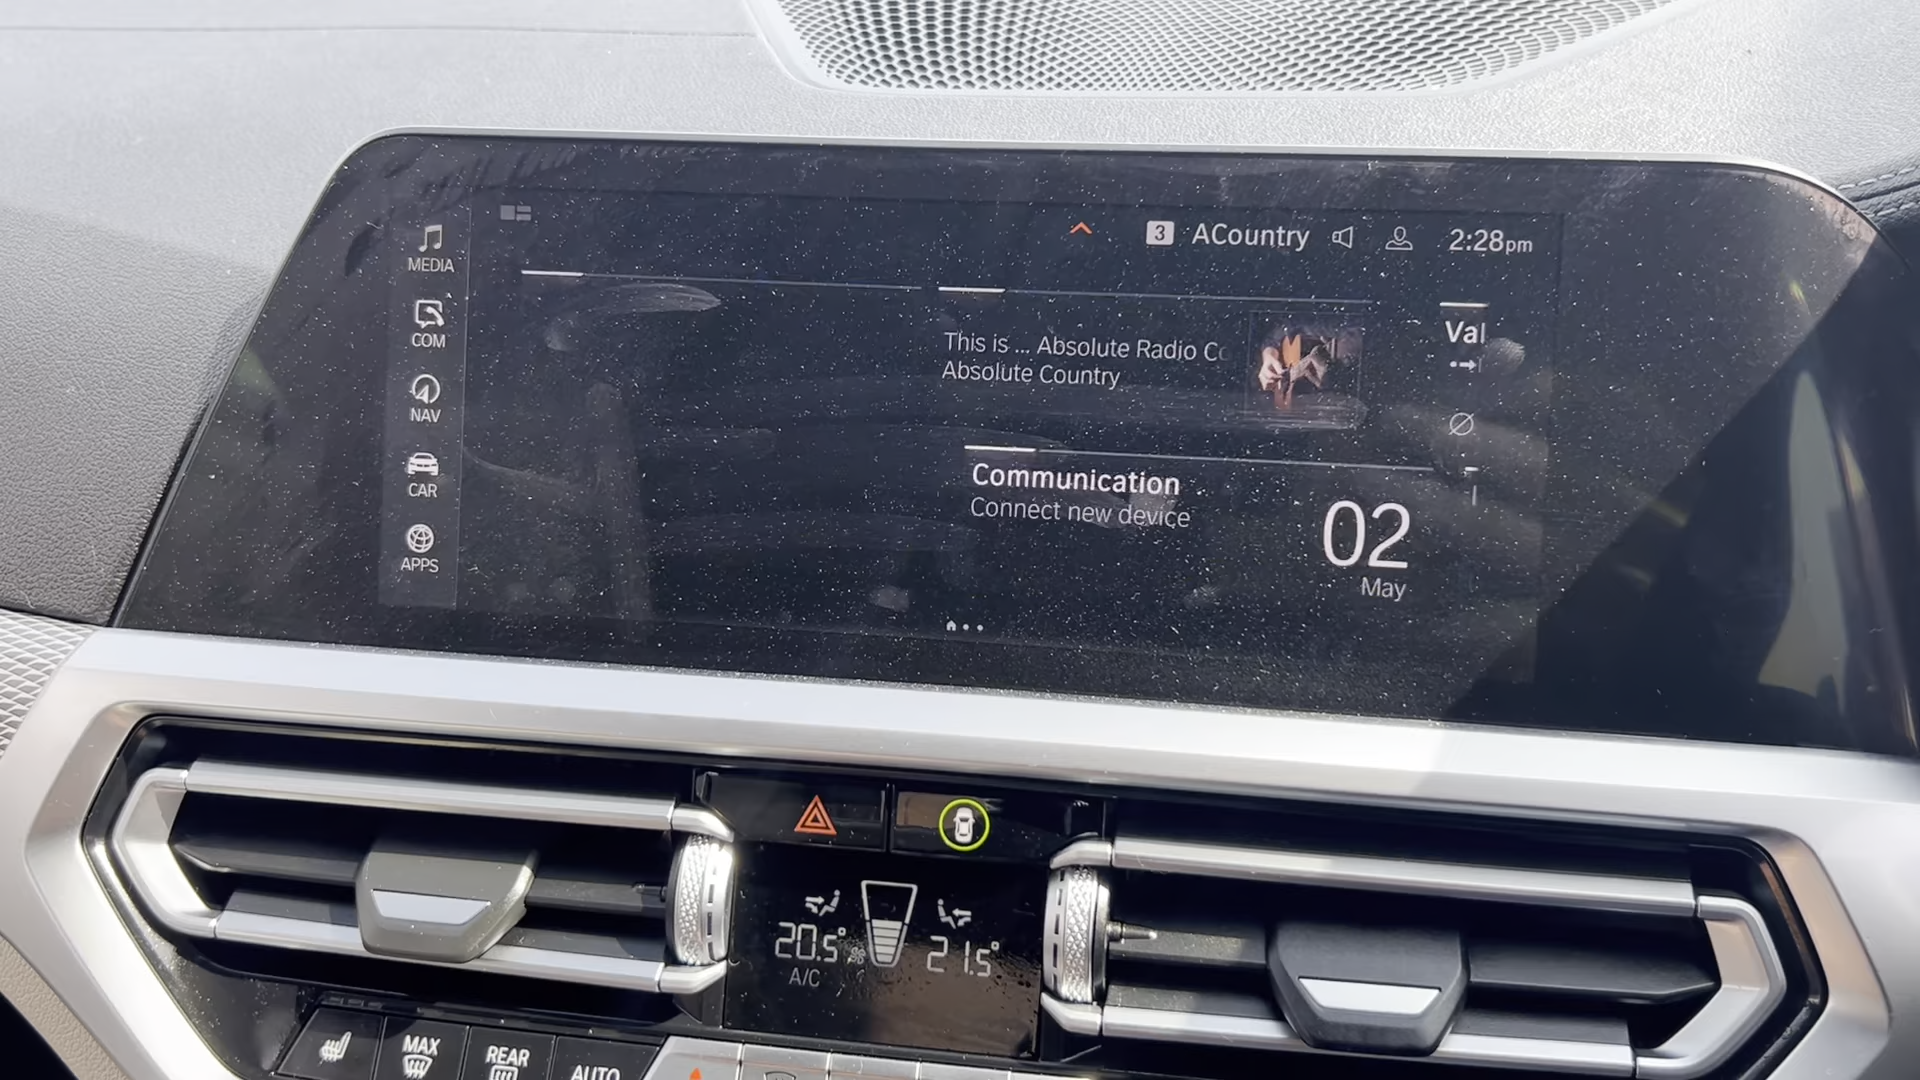 MEDIA
COM
NAV
CAR
APPS
3 ACountry 2:28pm
This is ... Absolute Radio
Absolute Country
Val
Communication
Connect new device
02
May
20.5°
A/C
21.5°
MAX
REAR
AUTO